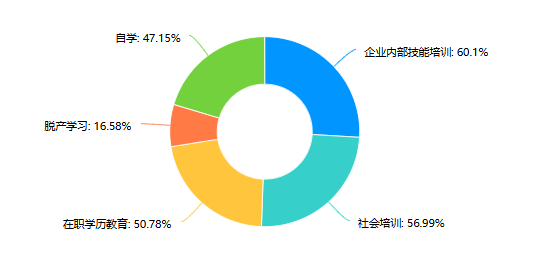 自学: 47.15%
企业内部技能培训: 60.1%
脱产学习: 16.58%
在职学历教育: 50.78%
社会培训: 56.99%